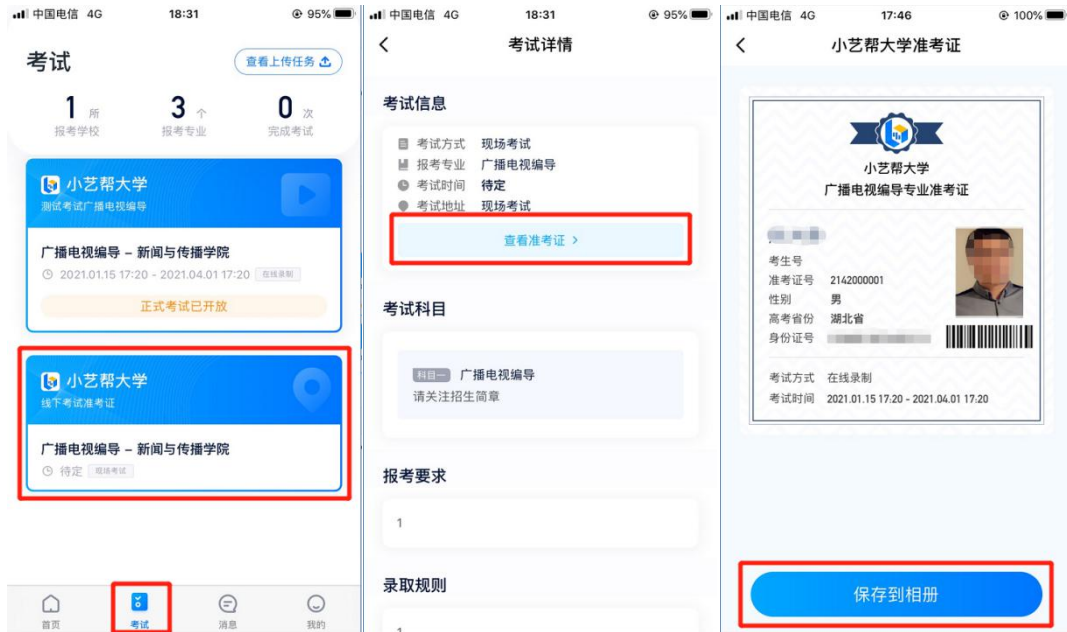 中国电信 4G 18:31 95%
考试
查看上传任务
1 所 3 个 0 次
报考学校 报考专业 完成考试
小艺帮大学
测试考试广播电视编导
广播电视编导 – 新闻与传播学院
2021.01.15 17:20 - 2021.04.01 17:20 在线录制
正式考试已开放
小艺帮大学
线下考试准考证
广播电视编导 – 新闻与传播学院
待定 现场考试
首页 考试 消息 我的
中国电信 4G 18:31 95%
考试详情
考试信息
考试方式 现场考试
报考专业 广播电视编导
考试时间 待定
考试地址 现场考试
查看准考证 >
考试科目
科目一 广播电视编导
请关注招生简章
报考要求
1
录取规则
1
中国电信 4G 17:46 100%
小艺帮大学准考证
小艺帮大学
广播电视编导专业准考证
考生号
准考证号 2142000001
性别 男
高考省份 湖北省
身份证号
考试方式 在线录制
考试时间 2021.01.15 17:20 - 2021.04.01 17:20
保存到相册